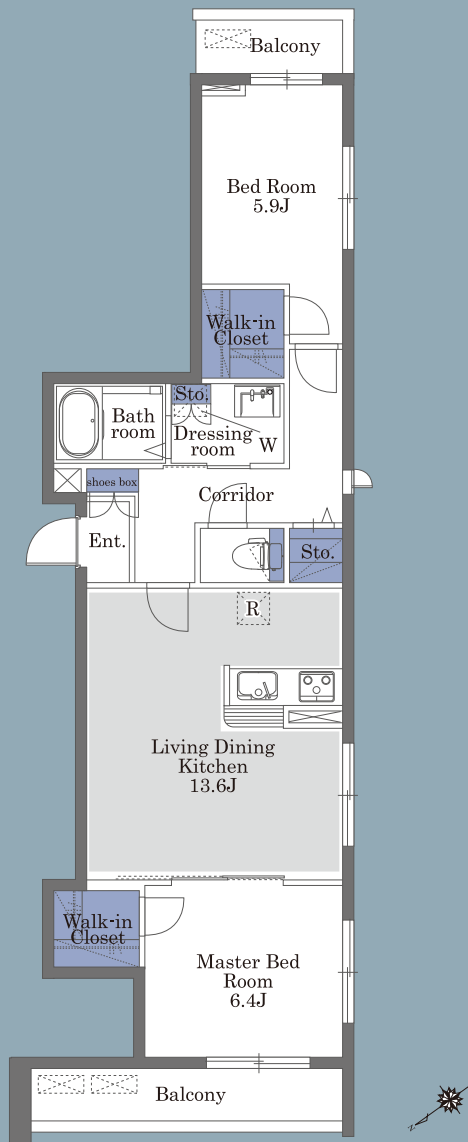 Balcony
Bed Room
5.9J
Walk-in
Closet
Sto.
Bath
room
Dressing
room
W
shoes box
Corridor
Ent.
Sto.
R
Living Dining
Kitchen
13.6J
Walk-in
Closet
Master Bed
Room
6.4J
Balcony
N